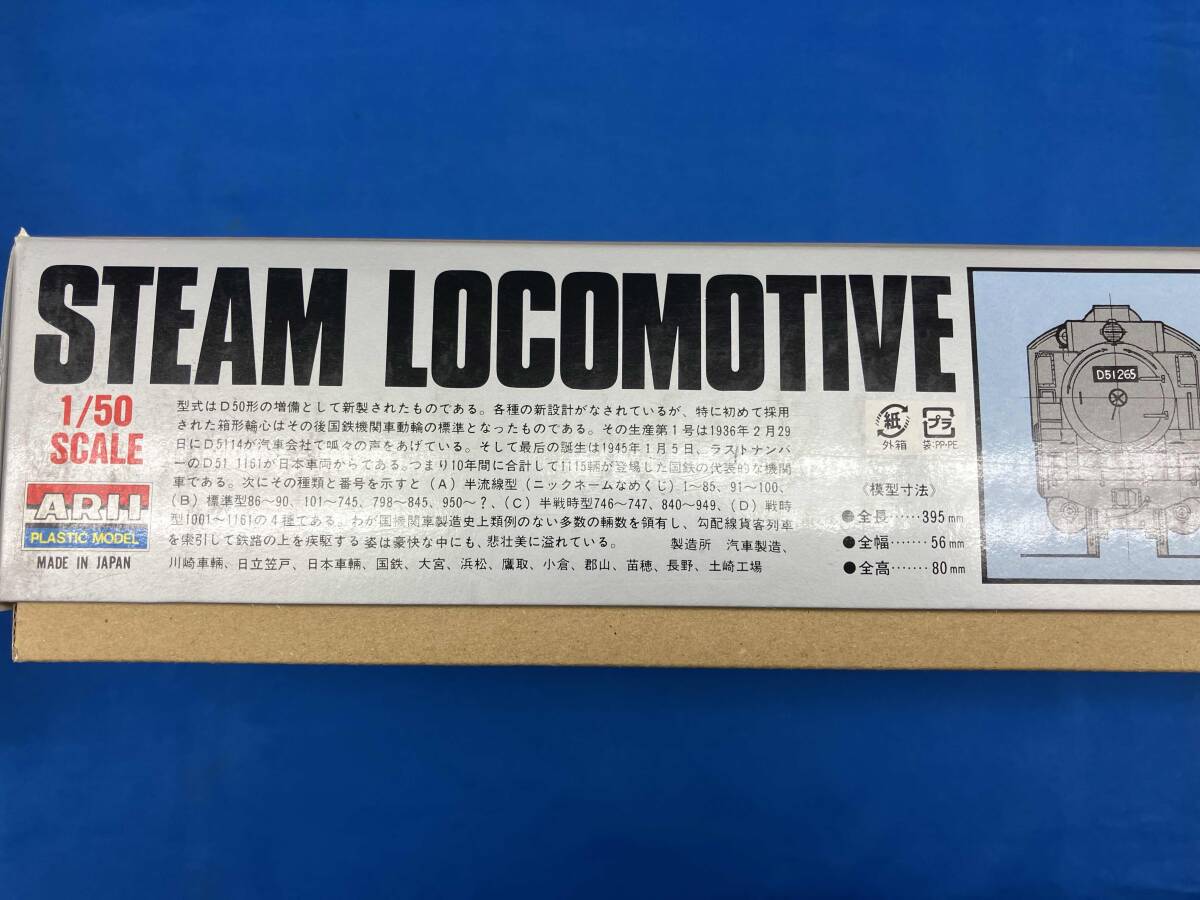 STEAM LOCOMOTIVE
1/50
SCALE
ARII
PLASTIC MODEL
MADE IN JAPAN
型式はD50形の増備として新製されたものである。各種の新設計がなされているが、特に初めて採用
された箱形輪心はその後国鉄機関車動輪の標準となったものである。その生産第1号は1936年2月29
日にD5114が汽車会社で呱々の声をあげている。そして最后の誕生は1945年1月5日、ラストナンバ
ーのD51 1161が日本車両からである。つまり10年間に合計して1115輛が登場した国鉄の代表的な機関
車である。次にその種類と番号を示すと（A）半流線型（ニックネームなめくじ）1〜85、91〜100、
（B）標準型86〜90、101〜745、798〜845、950〜？、（C）半戦時型746〜747、840〜949、（D）戦時
型1001〜1161の4種である。わが国機関車製造史上類例のない多数の輛数を領有し、勾配線貨客列車
を索引して鉄路の上を疾駆する姿は豪快な中にも、悲壮美に溢れている。 製造所 汽車製造、
川崎車輛、日立笠戸、日本車輛、国鉄、大宮、浜松、鷹取、小倉、郡山、苗穂、長野、土崎工場
紙
外箱
プラ
袋:PP・PE
〈模型寸法〉
●全長……395mm
●全幅……56mm
●全高……80mm
D51265